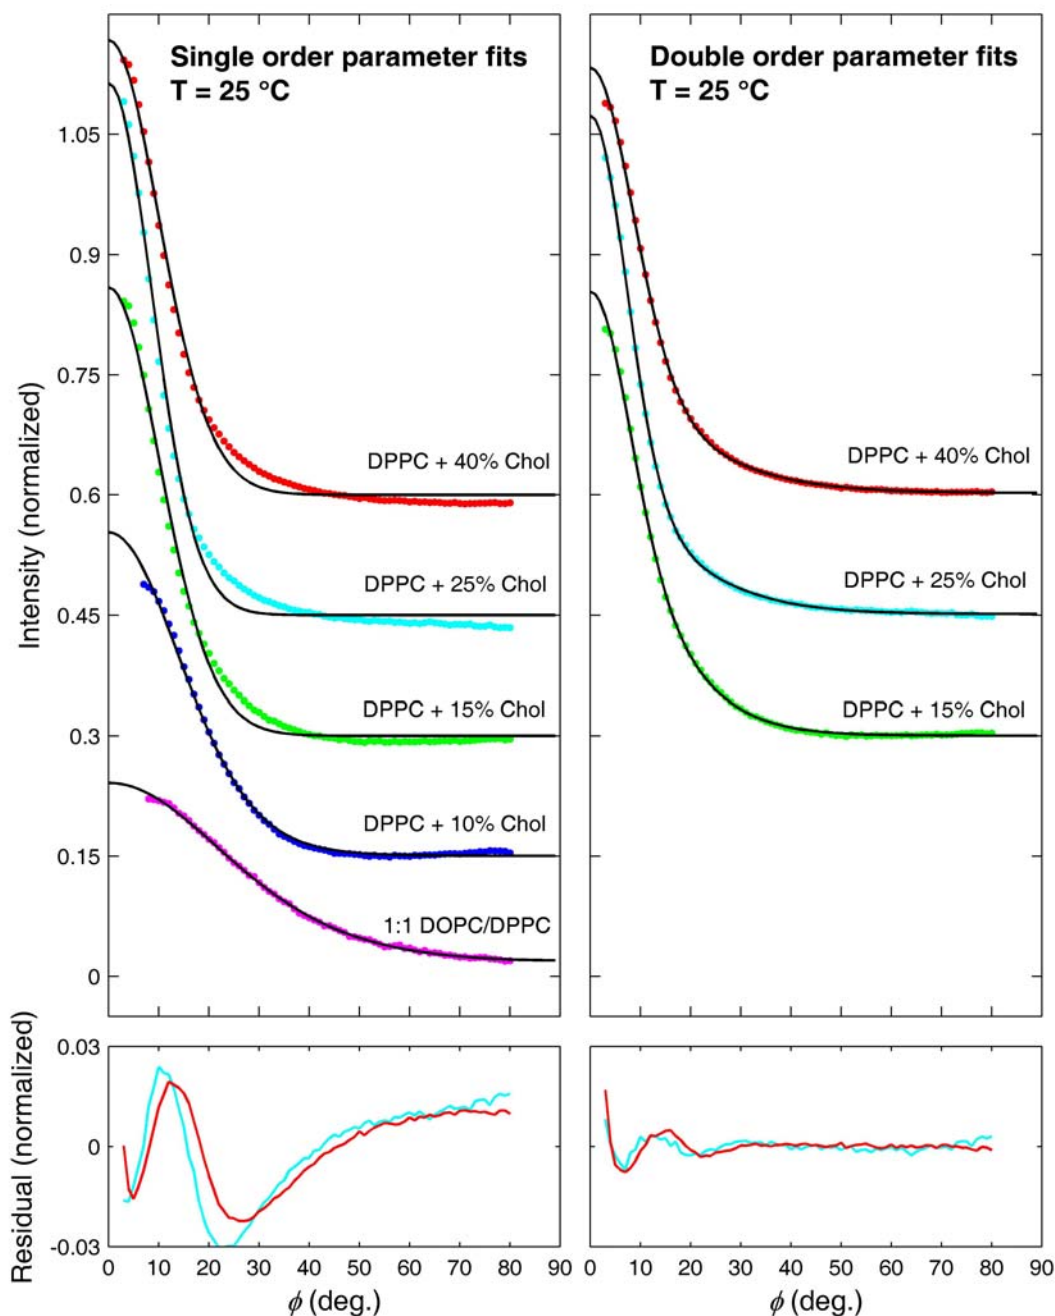 Single order parameter fits
T = 25 °C
Double order parameter fits
T = 25 °C
Intensity (normalized)
1.05
0.9
0.75
0.6
0.45
0.3
0.15
0
DPPC + 40% Chol
DPPC + 25% Chol
DPPC + 15% Chol
DPPC + 10% Chol
1:1 DOPC/DPPC
DPPC + 40% Chol
DPPC + 25% Chol
DPPC + 15% Chol
Residual (normalized)
0.03
0
-0.03
0 10 20 30 40 50 60 70 80 90
ϕ (deg.)
0 10 20 30 40 50 60 70 80 90
ϕ (deg.)